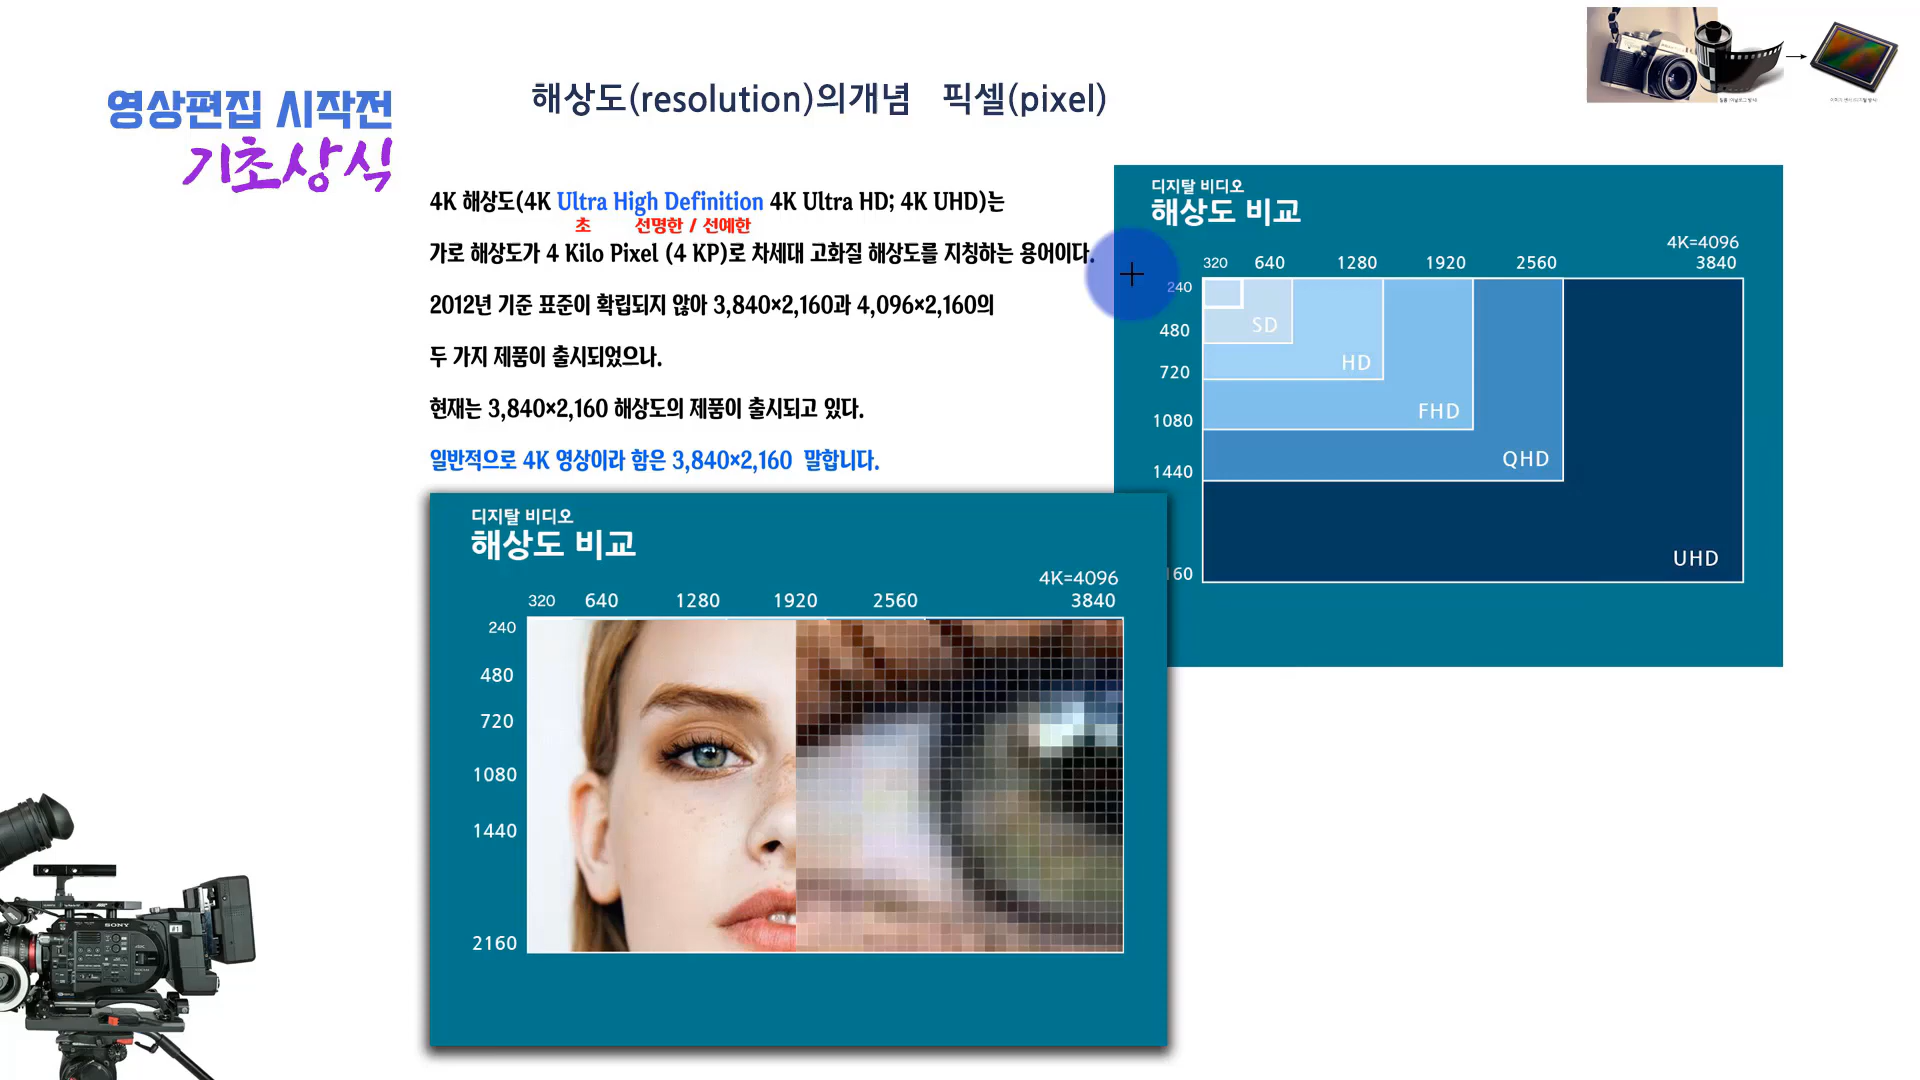 영상편집 시작전
기초상식
해상도(resolution)의개념 픽셀(pixel)
4K 해상도(4K Ultra High Definition 4K Ultra HD; 4K UHD)는
초 선명한 / 선예한
가로 해상도가 4 Kilo Pixel (4 KP)로 차세대 고화질 해상도를 지칭하는 용어이다.
2012년 기준 표준이 확립되지 않아 3,840×2,160과 4,096×2,160의
두 가지 제품이 출시되었으나.
현재는 3,840×2,160 해상도의 제품이 출시되고 있다.
일반적으로 4K 영상이라 함은 3,840×2,160 말합니다.
디지탈 비디오
해상도 비교
4K=4096
320 640 1280 1920 2560 3840
240
480
720
1080
1440
160
SD
HD
FHD
QHD
UHD
디지탈 비디오
해상도 비교
4K=4096
320 640 1280 1920 2560 3840
240
480
720
1080
1440
2160
SONY
#1